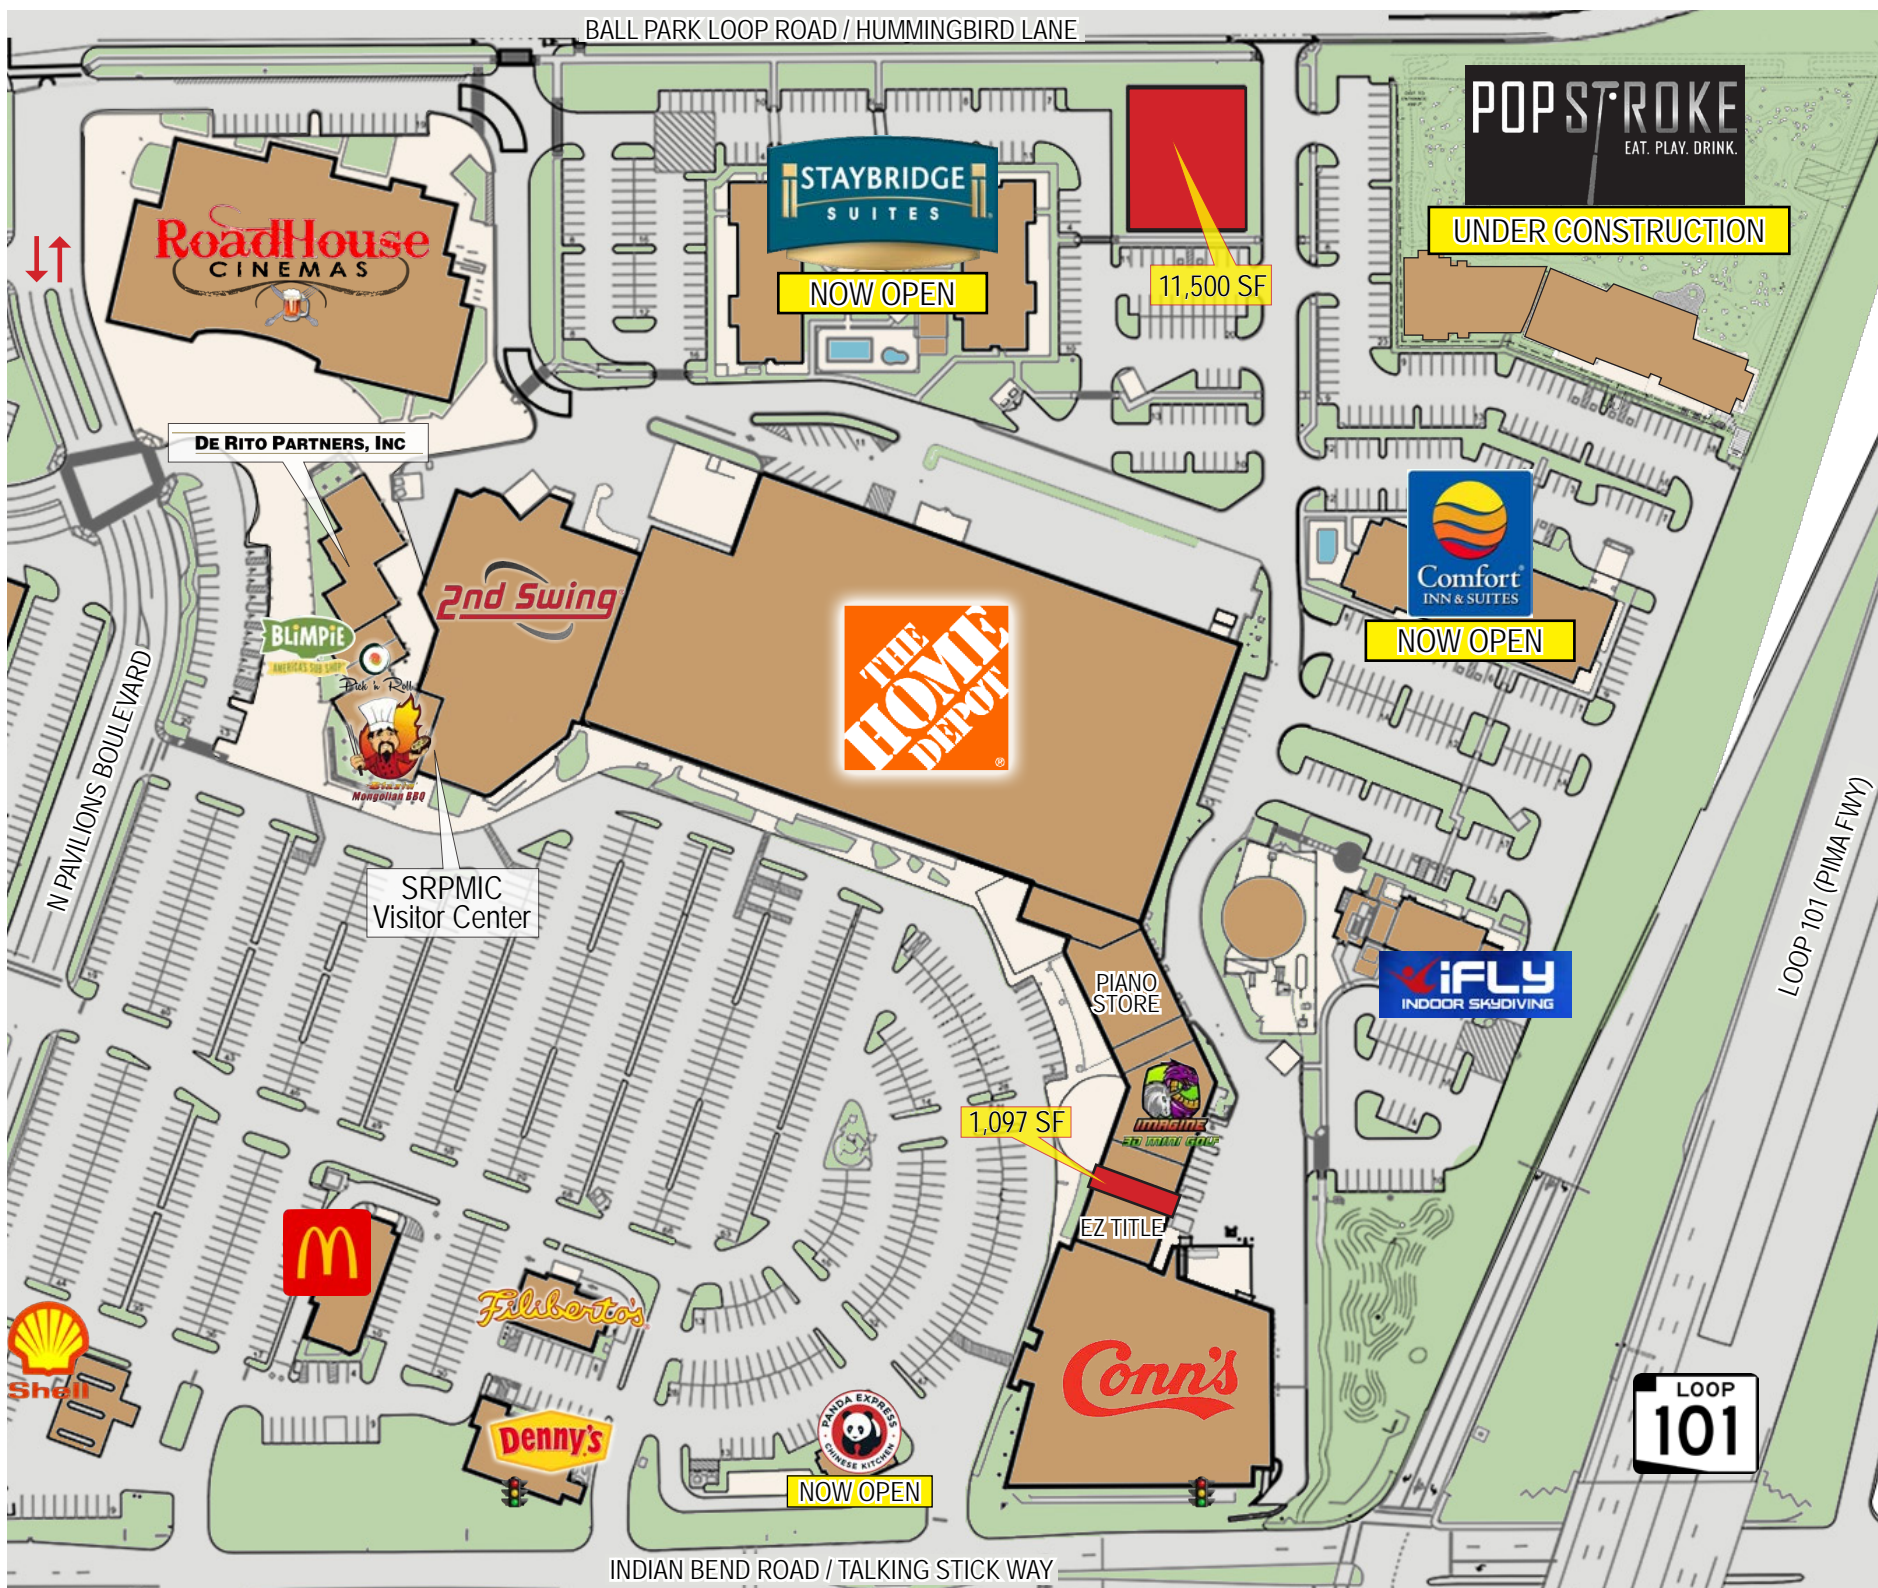 BALL PARK LOOP ROAD / HUMMINGBIRD LANE
POPSTROKE
EAT. PLAY. DRINK.
UNDER CONSTRUCTION
STAYBRIDGE
SUITES
NOW OPEN
11,500 SF
ROADHOUSE
CINEMAS
DE RITO PARTNERS, INC
2nd Swing
BLIMPIE
AMERICA'S SUB SHOP
Pick 'n Roll
Mongolian BBQ
THE
HOME
DEPOT
Comfort
INN & SUITES
NOW OPEN
N PAVILIONS BOULEVARD
SRPMIC
Visitor Center
LOOP 101 (PIMA FWY)
iFLY
INDOOR SKYDIVING
PIANO
STORE
IMAGINE
3D MINI GOLF
1,097 SF
EZ TITLE
Filiberto's
Shell
Conn's
Denny's
PANDA EXPRESS
CHINESE KITCHEN
NOW OPEN
LOOP
101
INDIAN BEND ROAD / TALKING STICK WAY